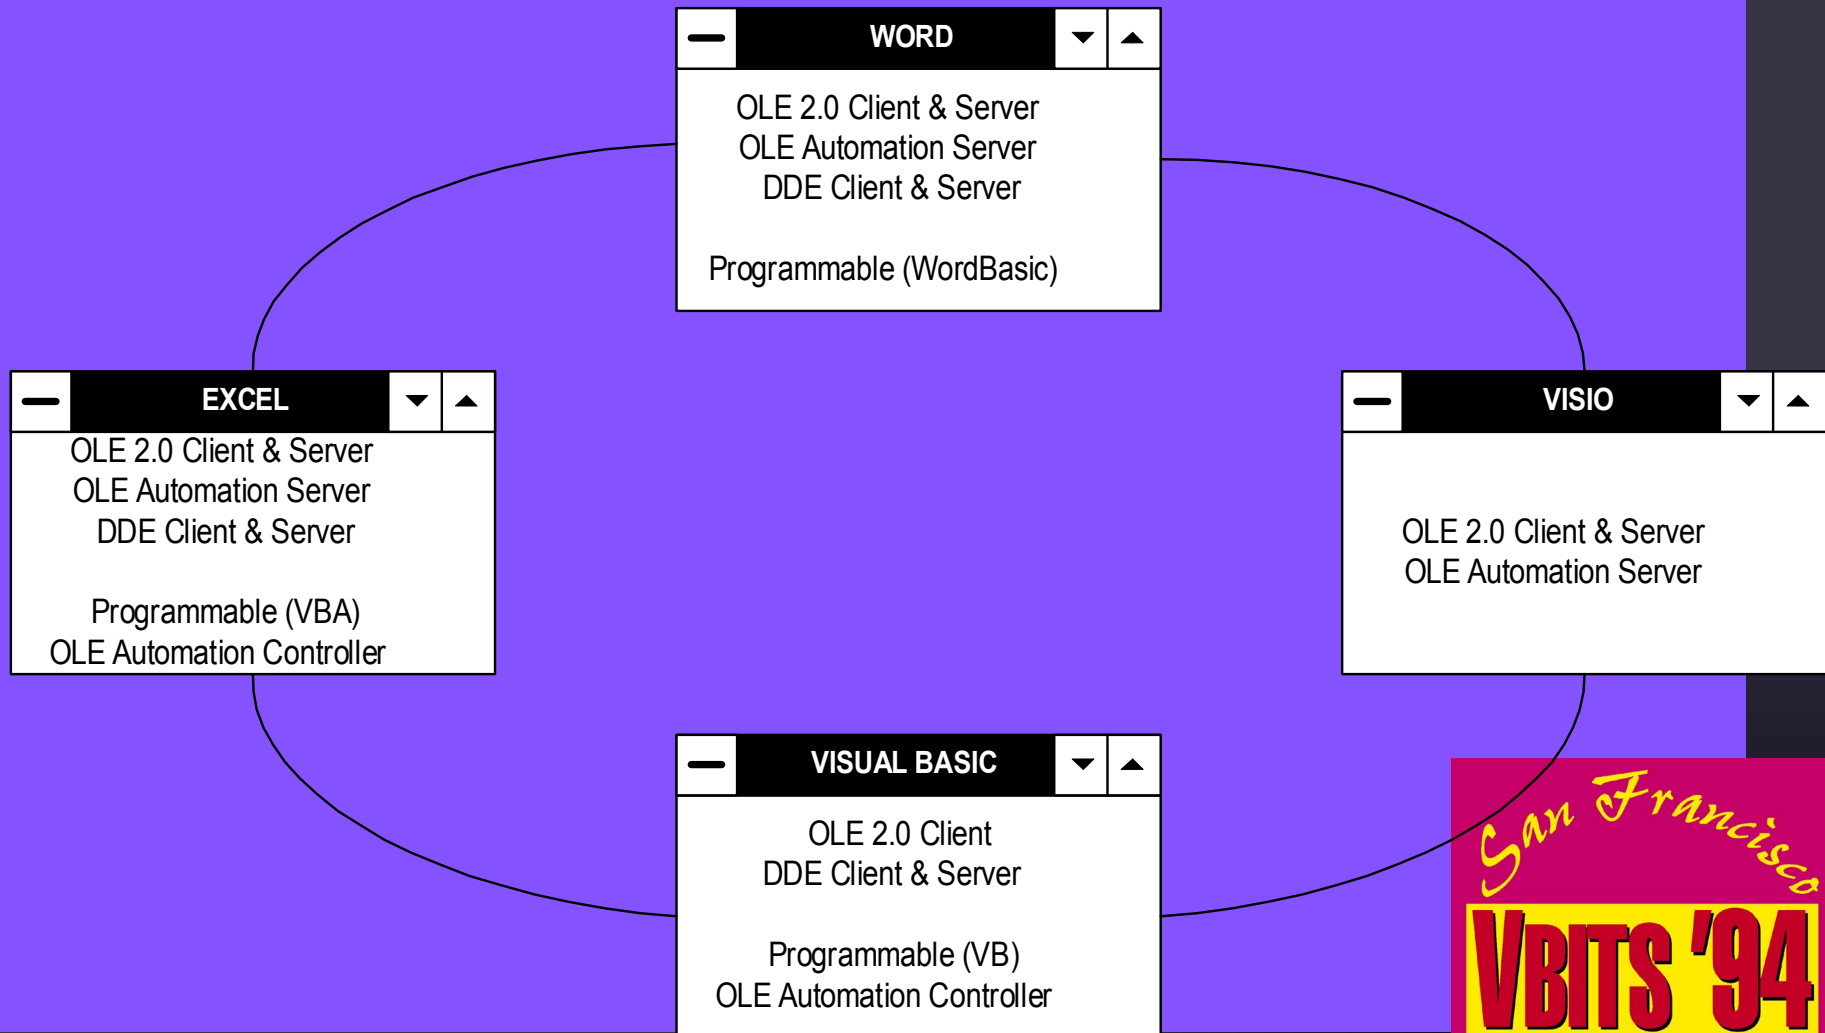 WORD
OLE 2.0 Client & Server
OLE Automation Server
DDE Client & Server
Programmable (WordBasic)
EXCEL
OLE 2.0 Client & Server
OLE Automation Server
DDE Client & Server
Programmable (VBA)
OLE Automation Controller
VISIO
OLE 2.0 Client & Server
OLE Automation Server
VISUAL BASIC
OLE 2.0 Client
DDE Client & Server
Programmable (VB)
OLE Automation Controller
San Francisco
VBITS '94